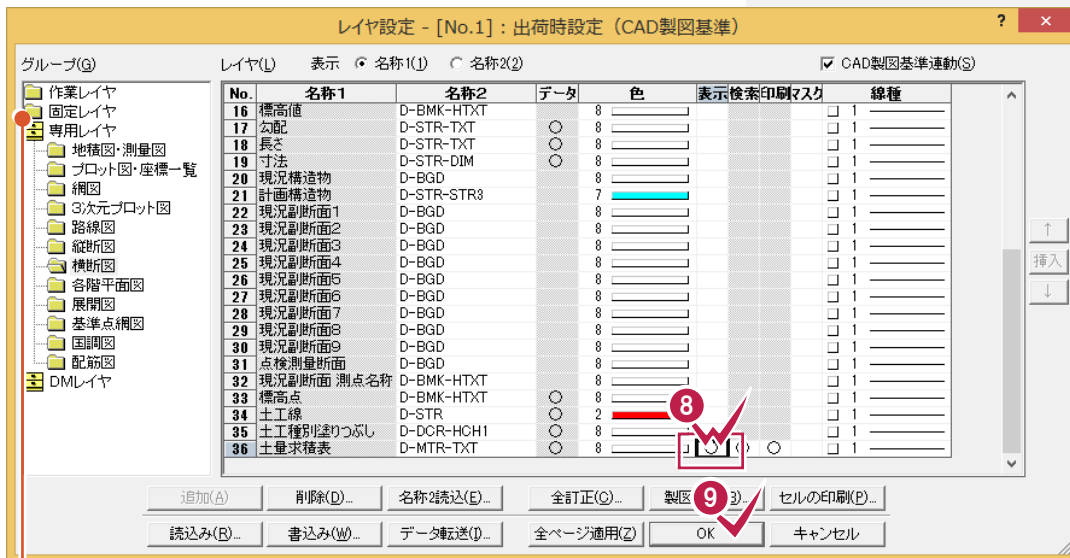 レイヤ設定 - [No.1] : 出荷時設定（CAD製図基準）
? ×
グループ(G)
レイヤ(L) 表示 名称1(1) 名称2(2)
CAD製図基準連動(S)
作業レイヤ
固定レイヤ
専用レイヤ
地積図・測量図
プロット図・座標一覧
網図
3次元プロット図
路線図
縦断図
横断図
各階平面図
展開図
基準点網図
国調図
配筋図
DMレイヤ
No. 名称1 名称2 データ 色 表示 検索 印刷 マスク 線種
16 標高値 D-BMK-HTXT 8 1
17 勾配 D-STR-TXT ○ 8 1
18 長さ D-STR-TXT ○ 8 1
19 寸法 D-STR-DIM ○ 8 1
20 現況構造物 D-BGD 8 1
21 計画構造物 D-STR-STR3 7 1
22 現況副断面1 D-BGD 8 1
23 現況副断面2 D-BGD 8 1
24 現況副断面3 D-BGD 8 1
25 現況副断面4 D-BGD 8 1
26 現況副断面5 D-BGD 8 1
27 現況副断面6 D-BGD 8 1
28 現況副断面7 D-BGD 8 1
29 現況副断面8 D-BGD 8 1
30 現況副断面9 D-BGD 8 1
31 点検測量断面 D-BGD 8 1
32 現況副断面 測点名称 D-BMK-HTXT 8 1
33 標高点 D-BMK-HTXT ○ 8 1
34 土工線 D-STR ○ 2 1
35 土工種別塗りつぶし D-DCR-HCH1 ○ 8 1
36 土量求積表 D-MTR-TXT ○ 8 ○ ○ ○ 1
8
↑
挿入
↓
追加(A) 削除(D)... 名称2読込(E)... 全訂正(C)... 製図 セルの印刷(P)...
9
読込み(R)... 書込み(W)... データ転送(I)... 全ページ適用(Z) OK キャンセル